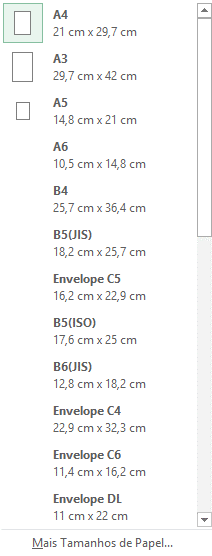 A4
21 cm x 29,7 cm
A3
29,7 cm x 42 cm
A5
14,8 cm x 21 cm
A6
10,5 cm x 14,8 cm
B4
25,7 cm x 36,4 cm
B5(JIS)
18,2 cm x 25,7 cm
Envelope C5
16,2 cm x 22,9 cm
B5(ISO)
17,6 cm x 25 cm
B6(JIS)
12,8 cm x 18,2 cm
Envelope C4
22,9 cm x 32,3 cm
Envelope C6
11,4 cm x 16,2 cm
Envelope DL
11 cm x 22 cm
Mais Tamanhos de Papel...